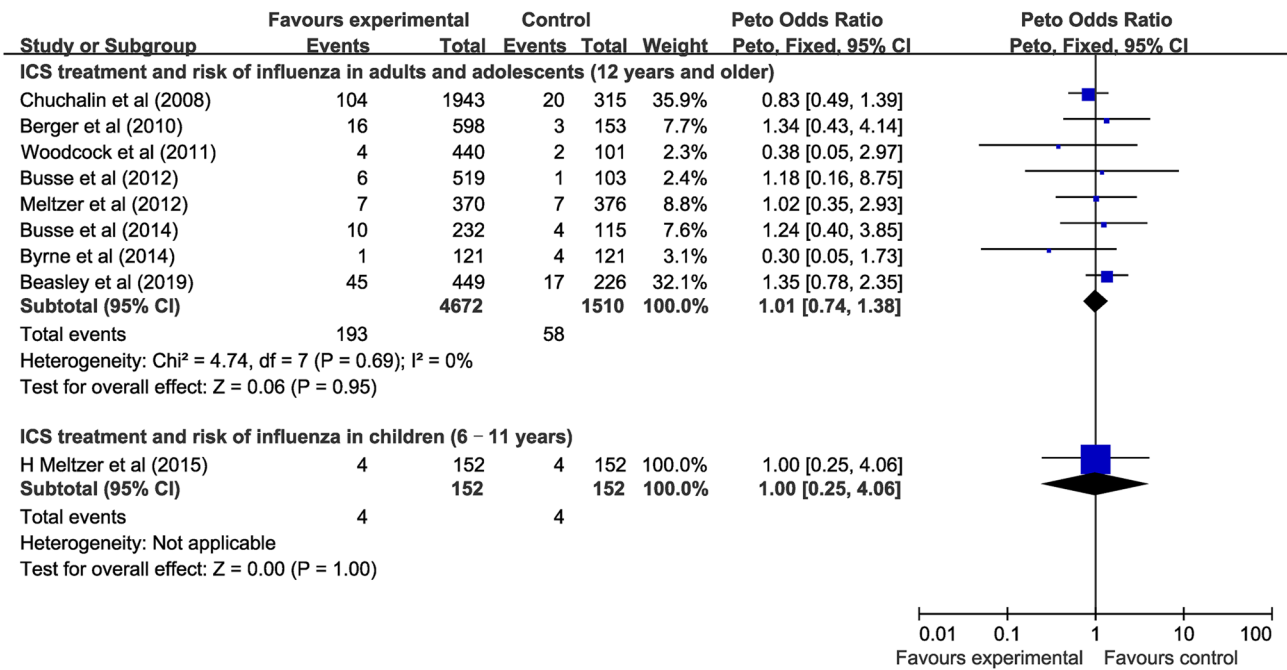 Favours experimental Control Peto Odds Ratio Peto Odds Ratio
Study or Subgroup Events Total Events Total Weight Peto, Fixed, 95% CI Peto, Fixed, 95% CI
ICS treatment and risk of influenza in adults and adolescents (12 years and older)
Chuchalin et al (2008) 104 1943 20 315 35.9% 0.83 [0.49, 1.39]
Berger et al (2010) 16 598 3 153 7.7% 1.34 [0.43, 4.14]
Woodcock et al (2011) 4 440 2 101 2.3% 0.38 [0.05, 2.97]
Busse et al (2012) 6 519 1 103 2.4% 1.18 [0.16, 8.75]
Meltzer et al (2012) 7 370 7 376 8.8% 1.02 [0.35, 2.93]
Busse et al (2014) 10 232 4 115 7.6% 1.24 [0.40, 3.85]
Byrne et al (2014) 1 121 4 121 3.1% 0.30 [0.05, 1.73]
Beasley et al (2019) 45 449 17 226 32.1% 1.35 [0.78, 2.35]
Subtotal (95% CI) 4672 1510 100.0% 1.01 [0.74, 1.38]
Total events 193 58
Heterogeneity: Chi² = 4.74, df = 7 (P = 0.69); I² = 0%
Test for overall effect: Z = 0.06 (P = 0.95)
ICS treatment and risk of influenza in children (6 – 11 years)
H Meltzer et al (2015) 4 152 4 152 100.0% 1.00 [0.25, 4.06]
Subtotal (95% CI) 152 152 100.0% 1.00 [0.25, 4.06]
Total events 4 4
Heterogeneity: Not applicable
Test for overall effect: Z = 0.00 (P = 1.00)
0.01 0.1 1 10 100
Favours experimental Favours control